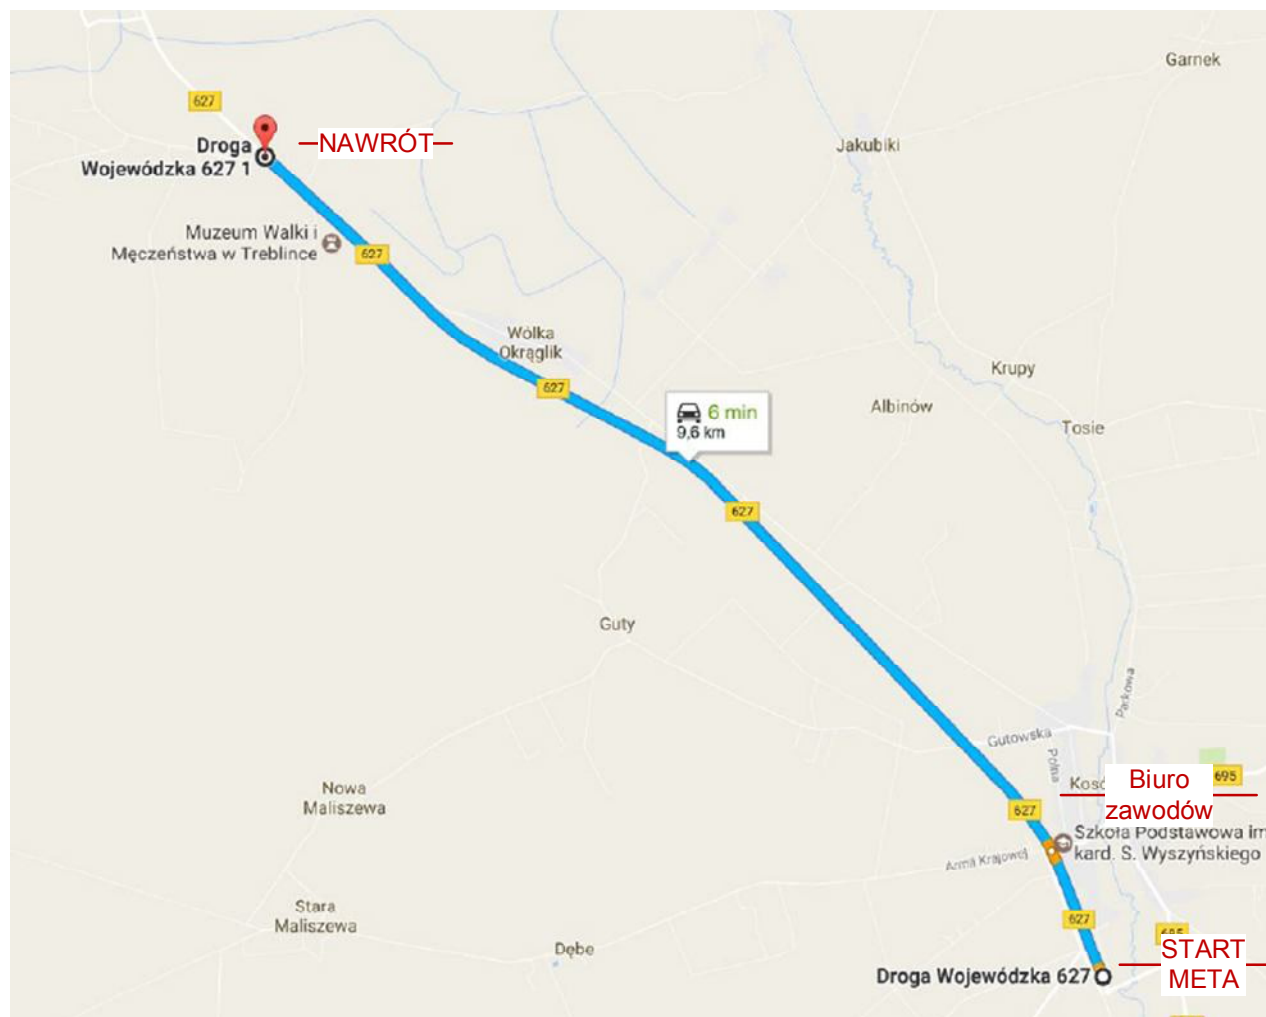 Garnek
627
Jakubiki
NAWRÓT
Droga
Wojewódzka 627 1
Muzeum Walki i
Męczeństwa w Treblince
627
Wólka
Okrąglik
627
Krupy
6 min
9,6 km
Albinów
Tosie
627
Guty
Parkowa
Gutowska
Polna
Nowa
Maliszewa
Biuro
zawodów
695
627
Szkoła Podstawowa im
kard. S. Wyszyńskiego
Armii Krajowej
Stara
Maliszewa
627
Dębe
START
META
Droga Wojewódzka 627